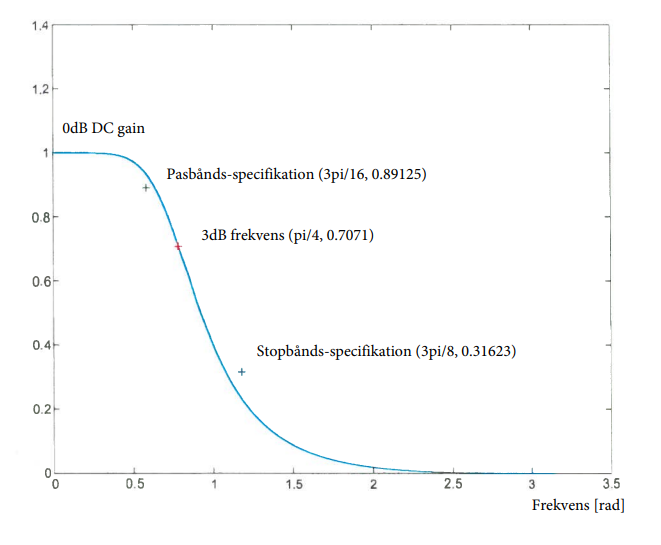 1.4
1.2
0dB DC gain
1
Pasbånds-specifikation (3pi/16, 0.89125)
0.8
3dB frekvens (pi/4, 0.7071)
0.6
0.4
Stopbånds-specifikation (3pi/8, 0.31623)
0.2
0
0 0.5 1 1.5 2 2.5 3 3.5
Frekvens [rad]